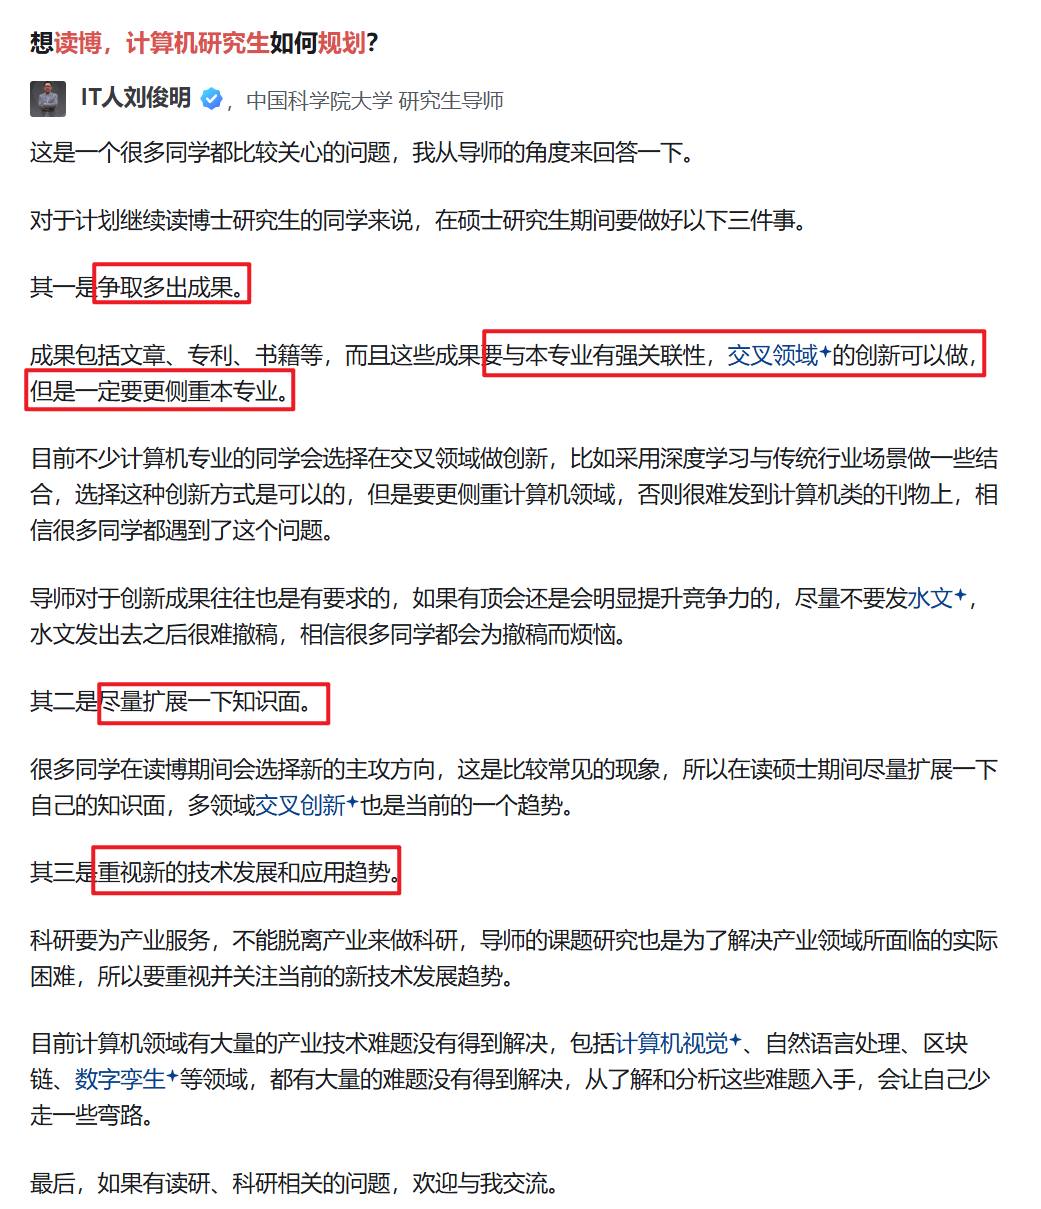 想读博，计算机研究生如何规划？
IT人刘俊明，中国科学院大学 研究生导师
这是一个很多同学都比较关心的问题，我从导师的角度来回答一下。
对于计划继续读博士研究生的同学来说，在硕士研究生期间要做好以下三件事。
其一是争取多出成果。
成果包括文章、专利、书籍等，而且这些成果要与本专业有强关联性，交叉领域的创新可以做，
但是一定要更侧重本专业。
目前不少计算机专业的同学会选择在交叉领域做创新，比如采用深度学习与传统行业场景做一些结
合，选择这种创新方式是可以的，但是要更侧重计算机领域，否则很难发到计算机类的刊物上，相
信很多同学都遇到了这个问题。
导师对于创新成果往往也是有要求的，如果有顶会还是会明显提升竞争力的，尽量不要发水文，
水文发出去之后很难撤稿，相信很多同学都会为撤稿而烦恼。
其二是尽量扩展一下知识面。
很多同学在读博期间会选择新的主攻方向，这是比较常见的现象，所以在读硕士期间尽量扩展一下
自己的知识面，多领域交叉创新也是当前的一个趋势。
其三是重视新的技术发展和应用趋势。
科研要为产业服务，不能脱离产业来做科研，导师的课题研究也是为了解决产业领域所面临的实际
困难，所以要重视并关注当前的新技术发展趋势。
目前计算机领域有大量的产业技术难题没有得到解决，包括计算机视觉、自然语言处理、区块
链、数字孪生等领域，都有大量的难题没有得到解决，从了解和分析这些难题入手，会让自己少
走一些弯路。
最后，如果有读研、科研相关的问题，欢迎与我交流。